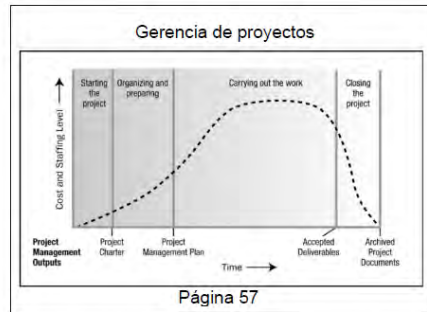 Gerencia de proyectos
Starting
the
project
Organizing and
preparing
Carrying out the work
Closing
the
project
Cost and Staffing Level
Project
Management
Outputs
Project
Charter
Project
Management Plan
Time
Accepted
Deliverables
Archived
Project
Documents
Página 57